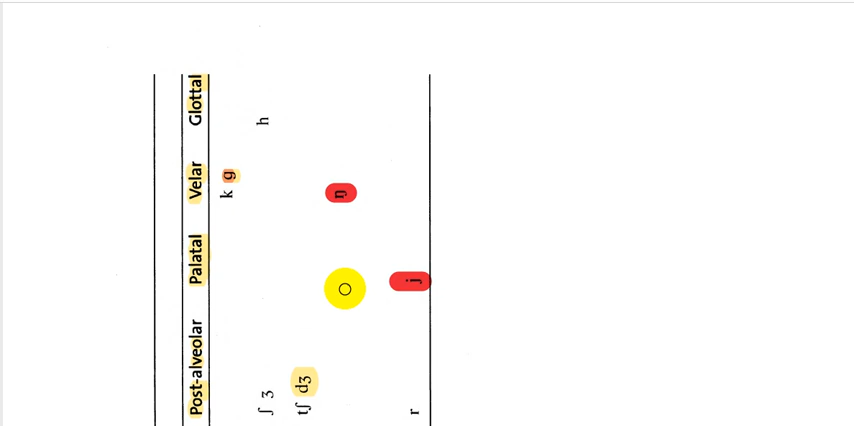 Post-alveolar Palatal Velar Glottal
k g
ʃ ʒ h
tʃ dʒ
ŋ
r j